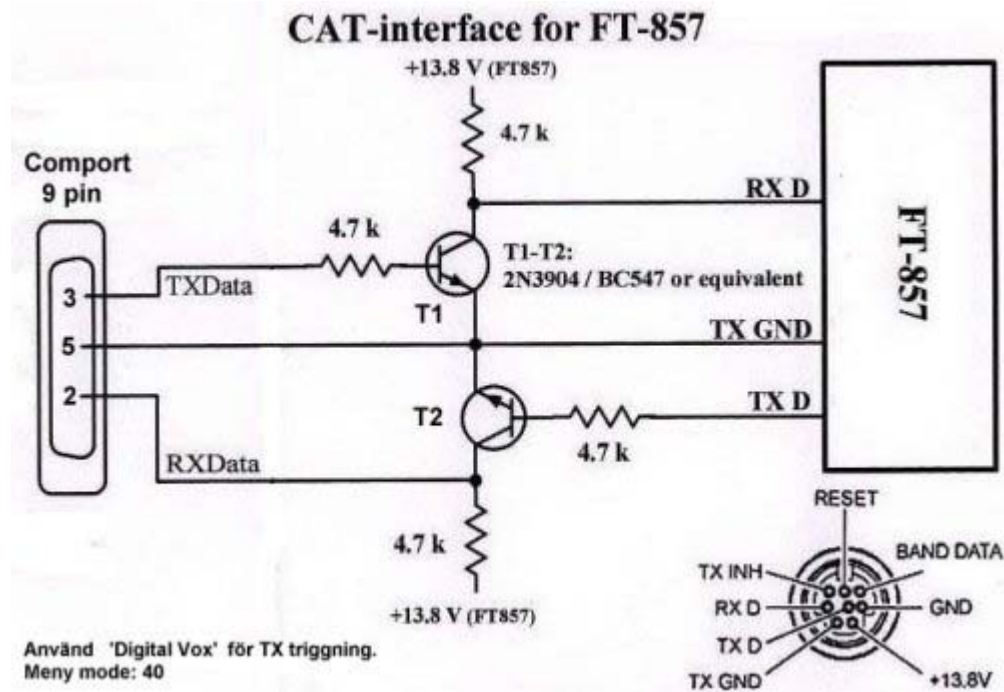 CAT-interface for FT-857
+13.8 V (FT857)
4.7 k
Comport
9 pin
RX D
4.7 k
T1-T2:
2N3904 / BC547 or equivalent
3
TXData
T1
FT-857
5
TX GND
2
T2
TX D
4.7 k
RXData
RESET
4.7 k
BAND DATA
TX INH
RX D
GND
+13.8 V (FT857)
TX D
Använd 'Digital Vox' för TX triggning.
Meny mode: 40
TX GND
+13.8V